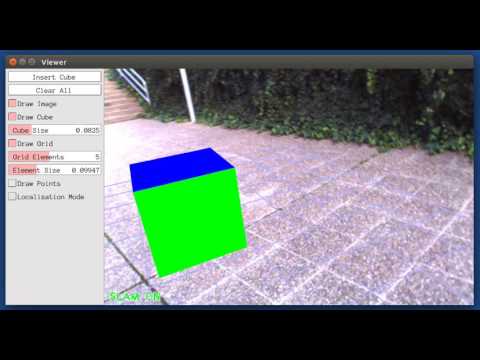 Viewer
Insert Cube
Clear All
Draw Image
Draw Cube
Cube Size 0.0825
Draw Grid
Grid Elements 5
Element Size 0.09947
Draw Points
Localisation Mode
SLAM ON